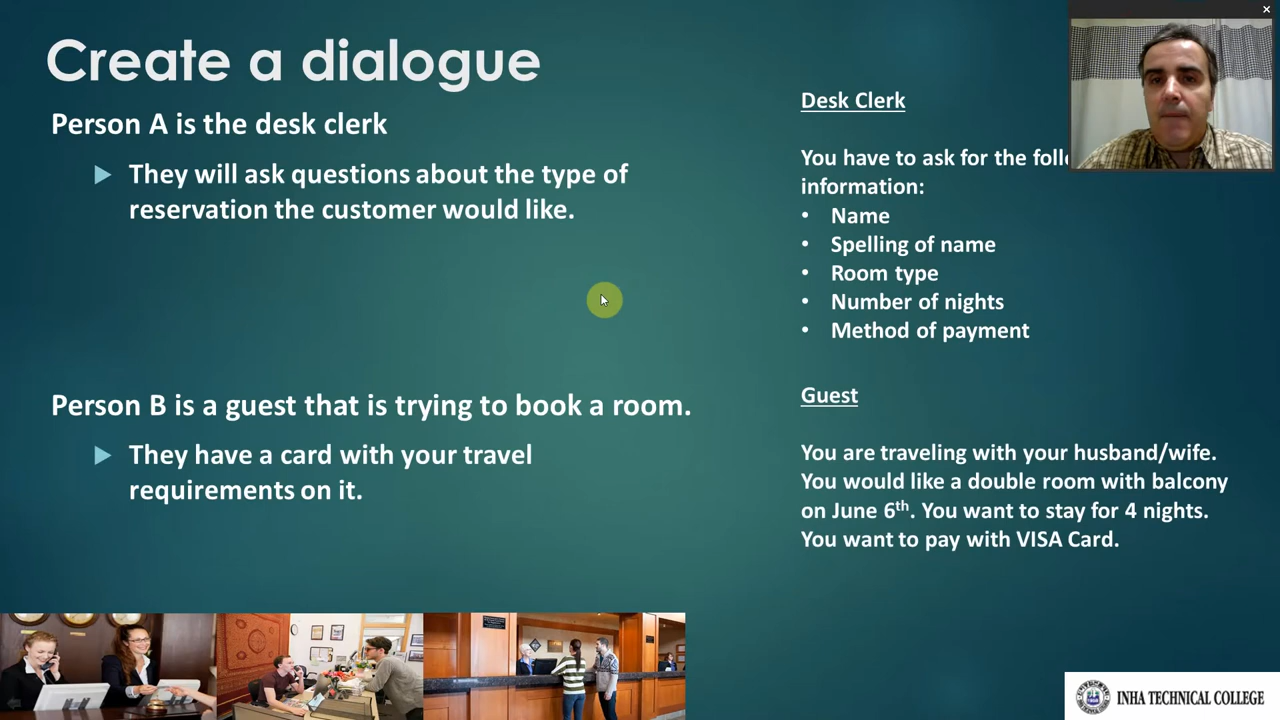 Create a dialogue
Person A is the desk clerk
They will ask questions about the type of
reservation the customer would like.
Person B is a guest that is trying to book a room.
They have a card with your travel
requirements on it.
Desk Clerk
You have to ask for the
information:
• Name
• Spelling of name
• Room type
• Number of nights
• Method of payment
Guest
You are traveling with your husband/wife.
You would like a double room with balcony
on June 6th. You want to stay for 4 nights.
You want to pay with VISA Card.
INHA TECHNICAL COLLEGE